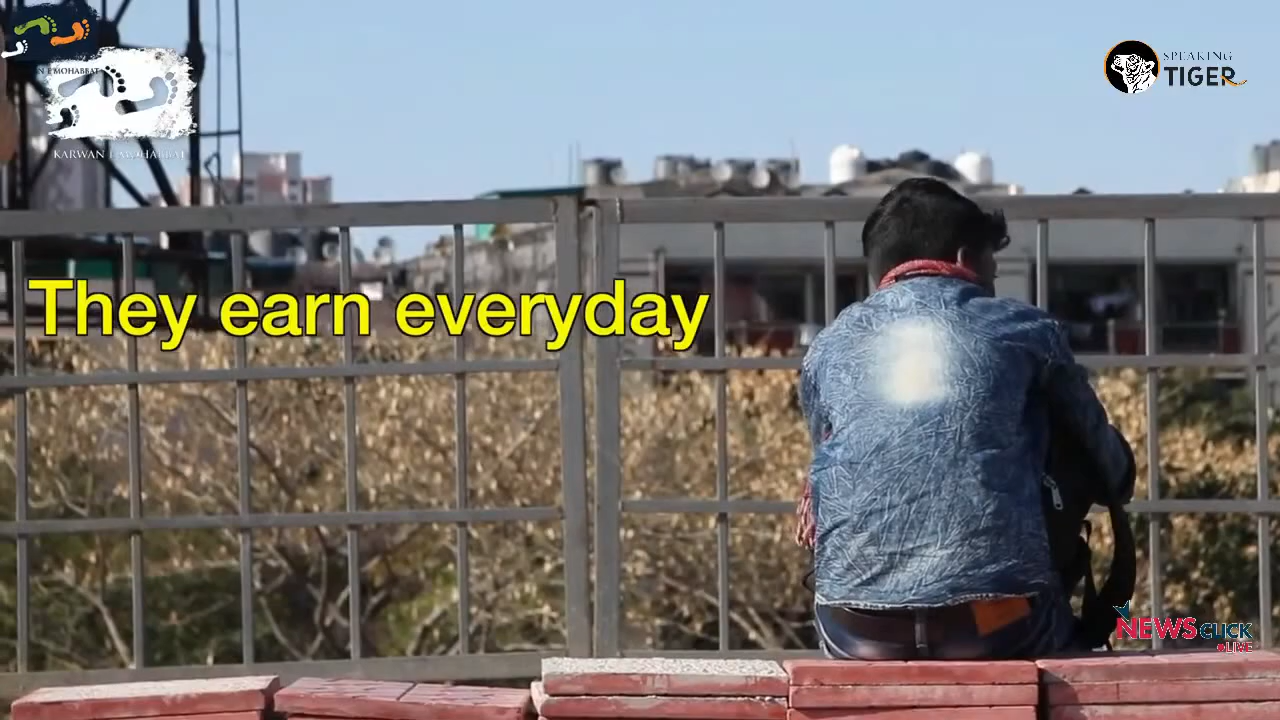 KARWAN E MOHABBAT
SPEAKING
TIGER
They earn everyday
NEWSCLICK
LIVE